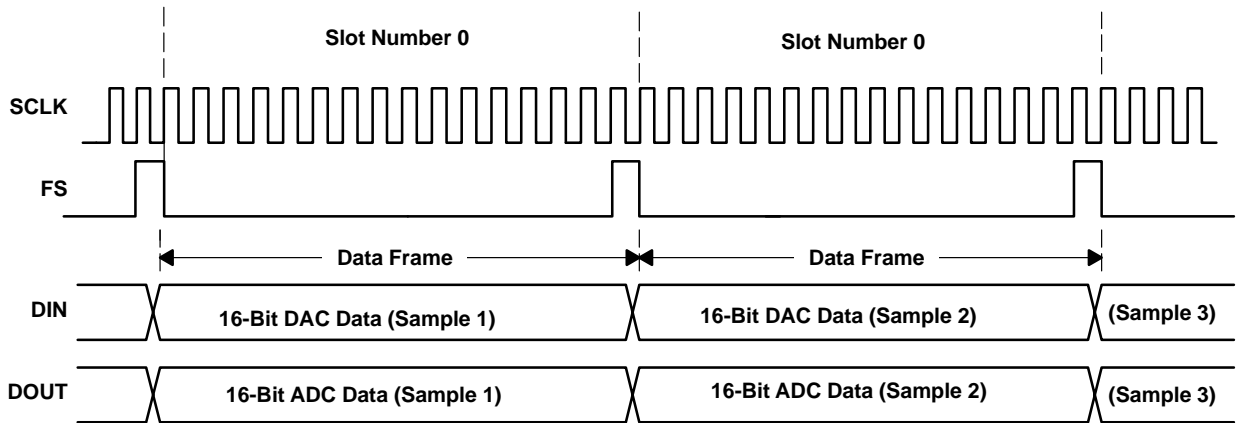 Slot Number 0
Slot Number 0
SCLK
FS
Data Frame
Data Frame
DIN
16-Bit DAC Data (Sample 1)
16-Bit DAC Data (Sample 2)
(Sample 3)
DOUT
16-Bit ADC Data (Sample 1)
16-Bit ADC Data (Sample 2)
(Sample 3)